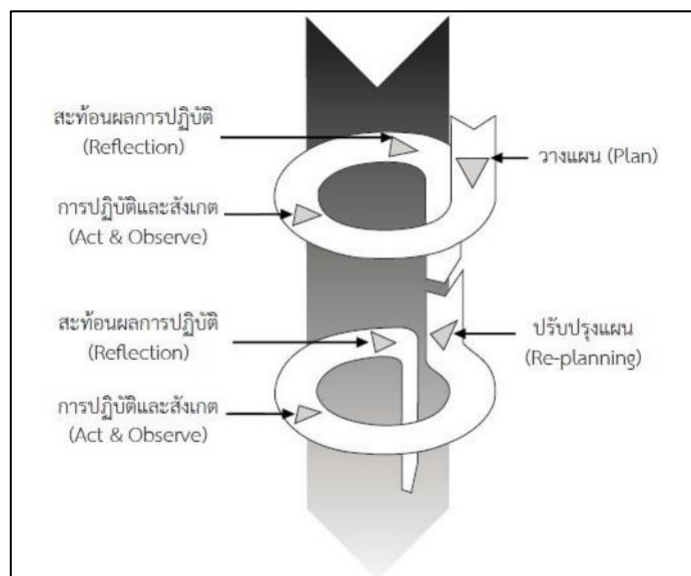 สะท้อนผลการปฏิบัติ
(Reflection)
วางแผน (Plan)
การปฏิบัติและสังเกต
(Act & Observe)
สะท้อนผลการปฏิบัติ
(Reflection)
ปรับปรุงแผน
(Re-planning)
การปฏิบัติและสังเกต
(Act & Observe)